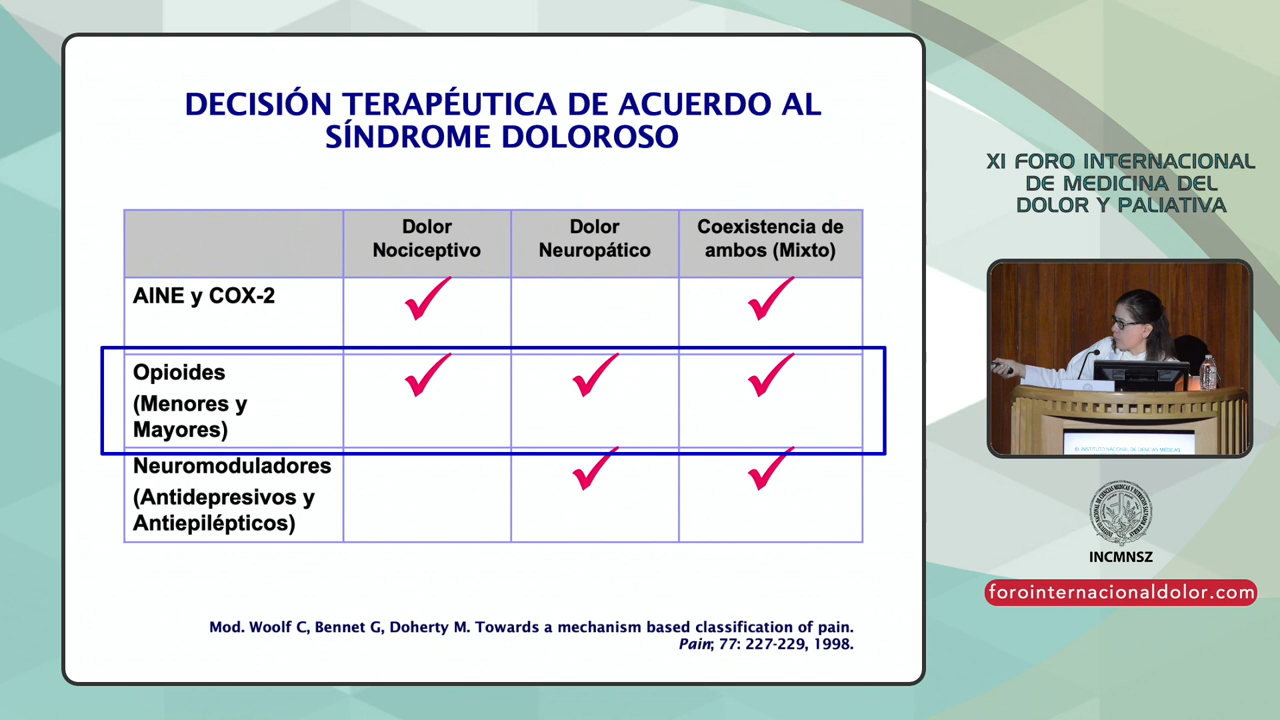 DECISIÓN TERAPÉUTICA DE ACUERDO AL
SÍNDROME DOLOROSO
Dolor
Nociceptivo
Dolor
Neuropático
Coexistencia de
ambos (Mixto)
AINE y COX-2
Opioides
(Menores y
Mayores)
Neuromoduladores
(Antidepresivos y
Antiepilépticos)
Mod. Woolf C, Bennet G, Doherty M. Towards a mechanism based classification of pain.
Pain; 77: 227-229, 1998.
XI FORO INTERNACIONAL
DE MEDICINA DEL
DOLOR Y PALIATIVA
INCMNSZ
forointernacionaldolor.com